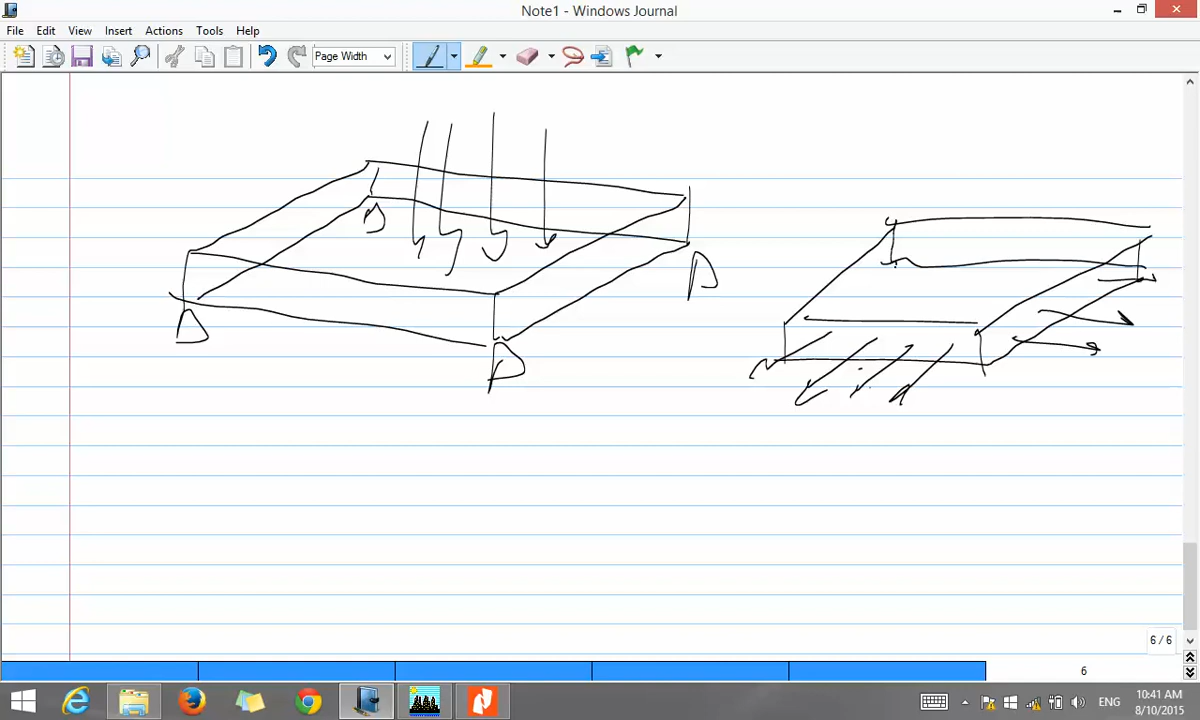 Note1 - Windows Journal
File Edit View Insert Actions Tools Help
Page Width
6 / 6
6
ENG
10:41 AM
8/10/2015